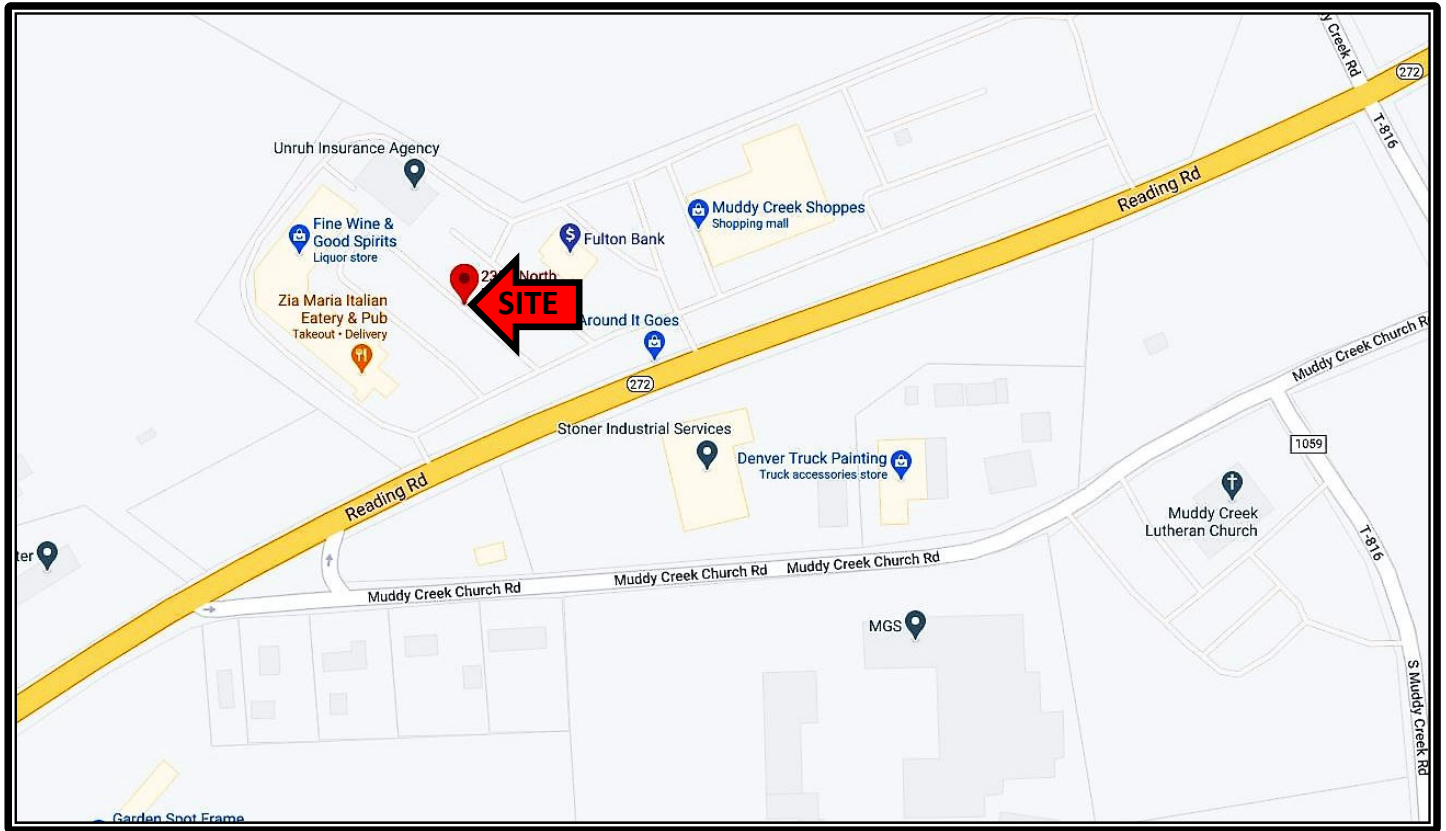 y Creek Rd
272
T-816
Unruh Insurance Agency
Reading Rd
Muddy Creek Shoppes
Shopping mall
Fine Wine &
Good Spirits
Liquor store
Fulton Bank
North
SITE
Zia Maria Italian
Eatery & Pub
Takeout • Delivery
Around It Goes
272
Muddy Creek Church R
Stoner Industrial Services
1059
Denver Truck Painting
Truck accessories store
Reading Rd
Muddy Creek
Lutheran Church
T-816
ter
Muddy Creek Church Rd
Muddy Creek Church Rd
Muddy Creek Church Rd
MGS
S Muddy Creek Rd
Garden Spot Frame